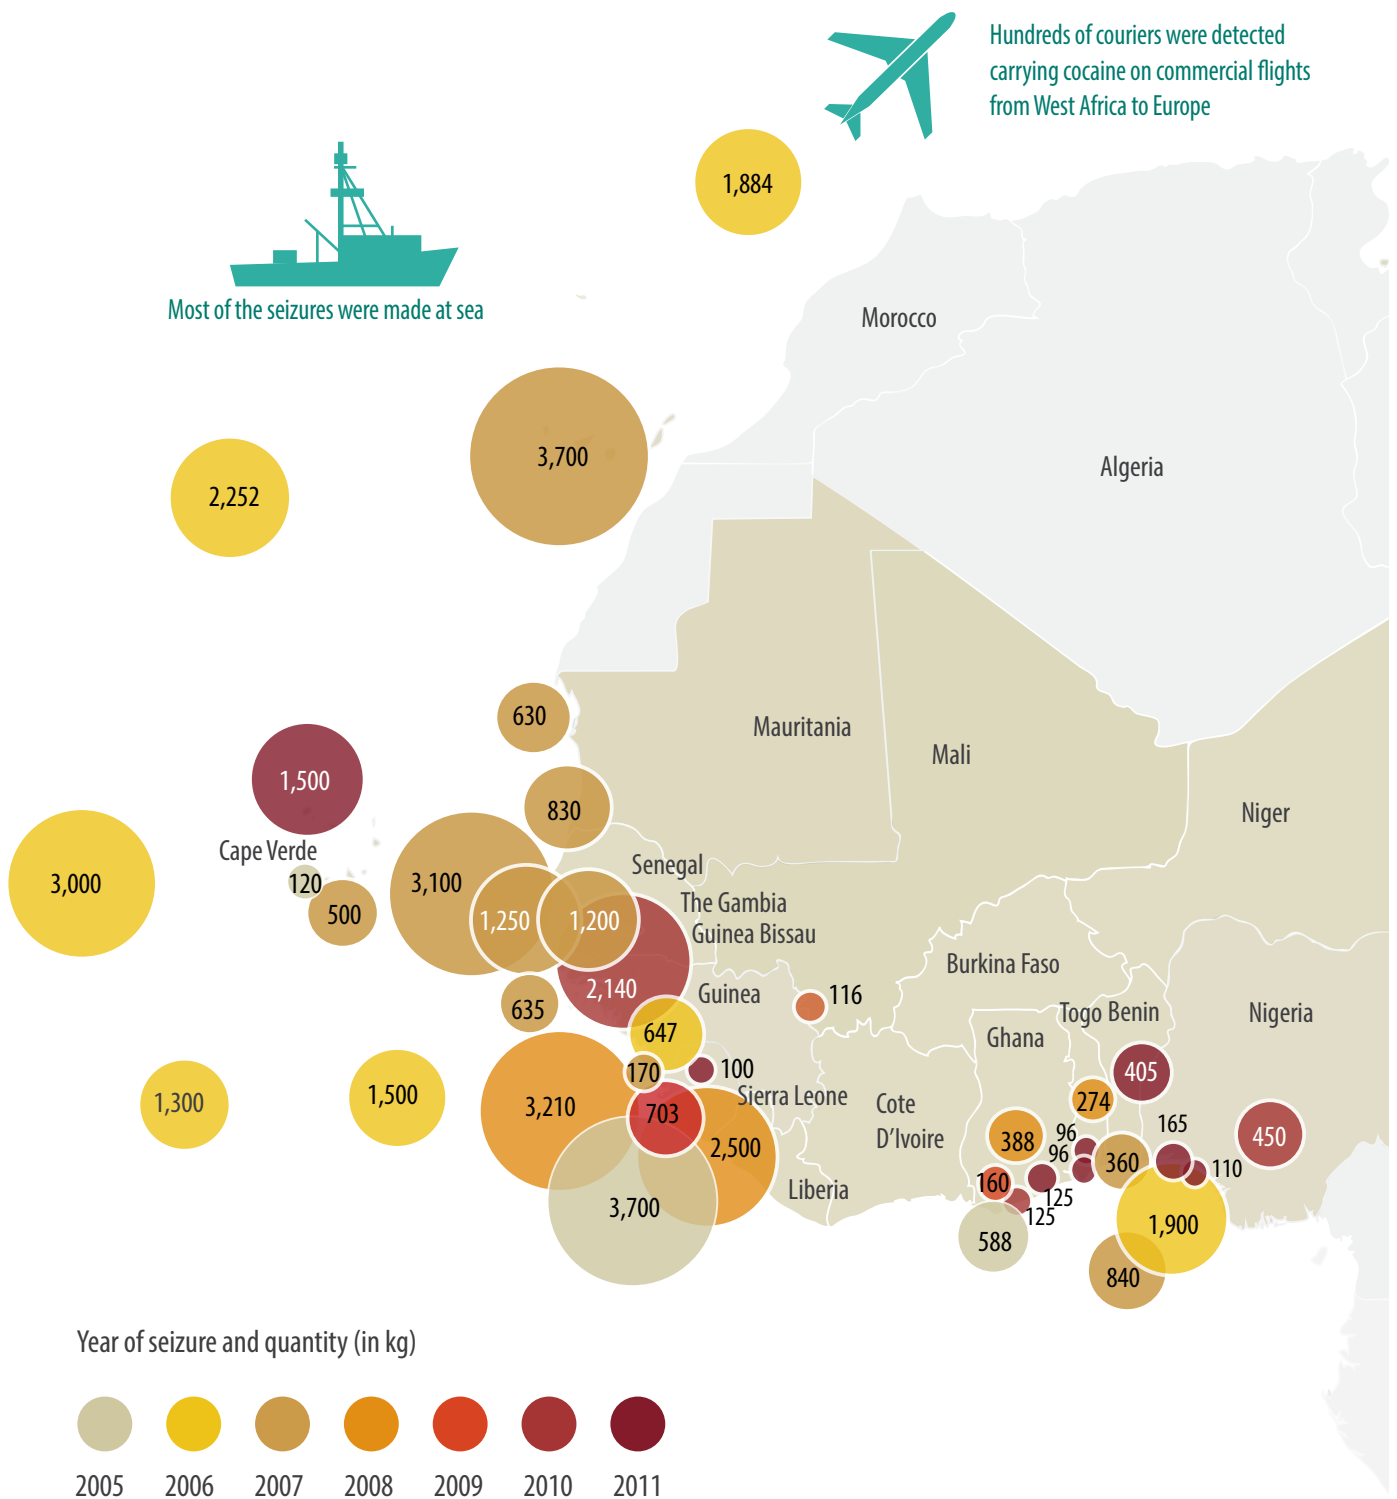 Hundreds of couriers were detected
carrying cocaine on commercial flights
from West Africa to Europe
1,884
Most of the seizures were made at sea
Morocco
3,700
Algeria
2,252
630
Mauritania
Mali
1,500
830
Niger
Cape Verde
Senegal
3,000
120
3,100
500
1,250
1,200
The Gambia
Guinea Bissau
Burkina Faso
2,140
Guinea
116
635
Togo
Benin
Nigeria
647
Ghana
170
100
405
1,300
1,500
3,210
Sierra Leone
703
Cote
D’Ivoire
274
165
388
96
96
450
2,500
360
110
160
Liberia
125
125
3,700
588
1,900
840
Year of seizure and quantity (in kg)
2005 2006 2007 2008 2009 2010 2011